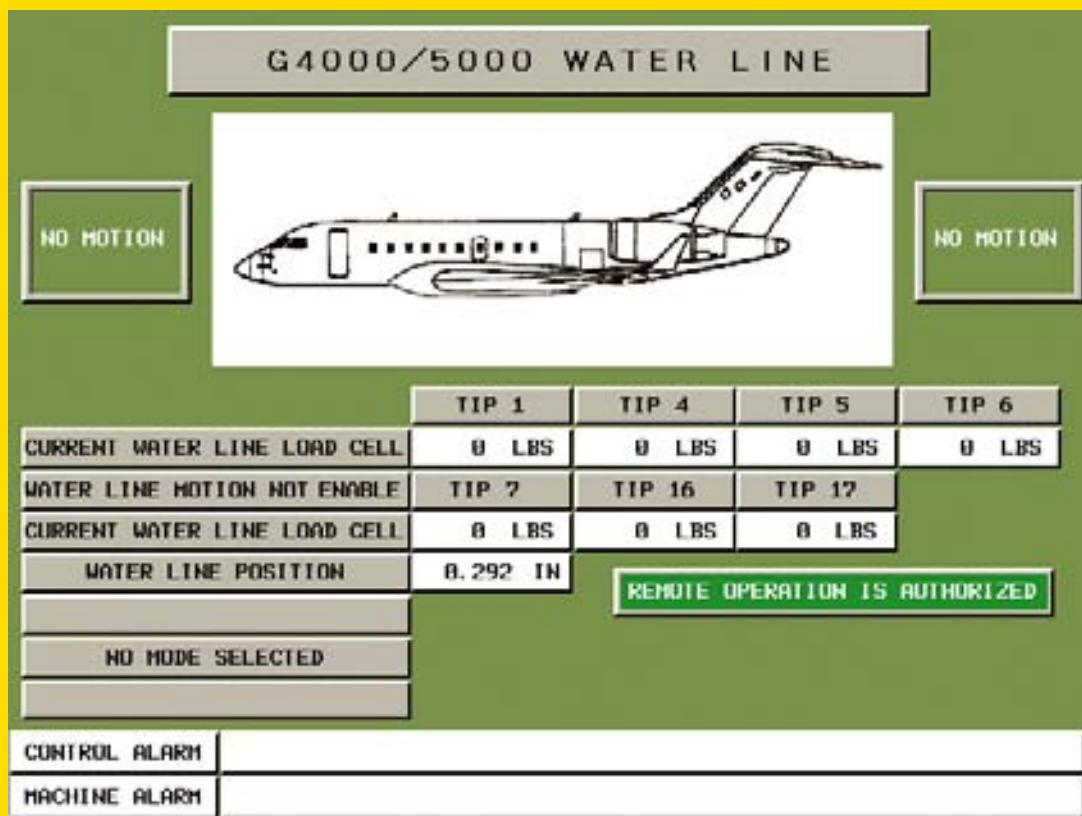 G4000/5000 WATER LINE
NO MOTION
NO MOTION
TIP 1 TIP 4 TIP 5 TIP 6
CURRENT WATER LINE LOAD CELL 0 LBS 0 LBS 0 LBS 0 LBS
WATER LINE MOTION NOT ENABLE TIP 7 TIP 16 TIP 17
CURRENT WATER LINE LOAD CELL 0 LBS 0 LBS 0 LBS
WATER LINE POSITION 0.292 IN
REMOTE OPERATION IS AUTHORIZED
NO MODE SELECTED
CONTROL ALARM
MACHINE ALARM